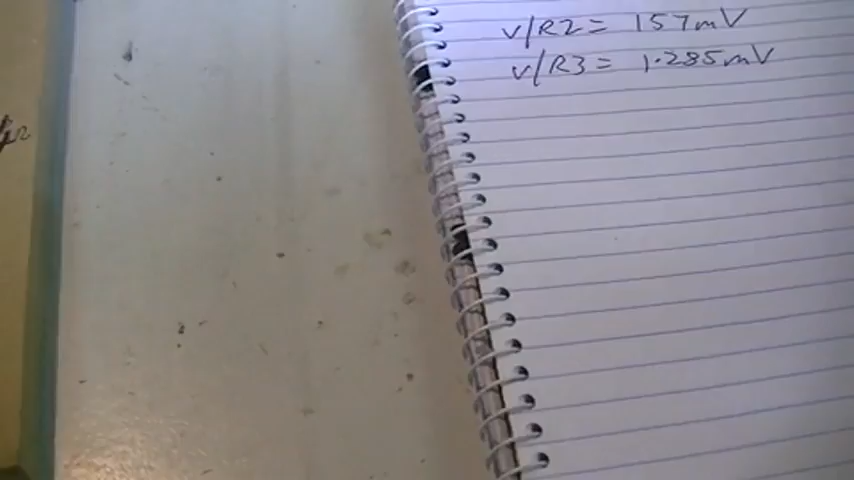 V/R2 = 157mV
V/R3 = 1.285mV